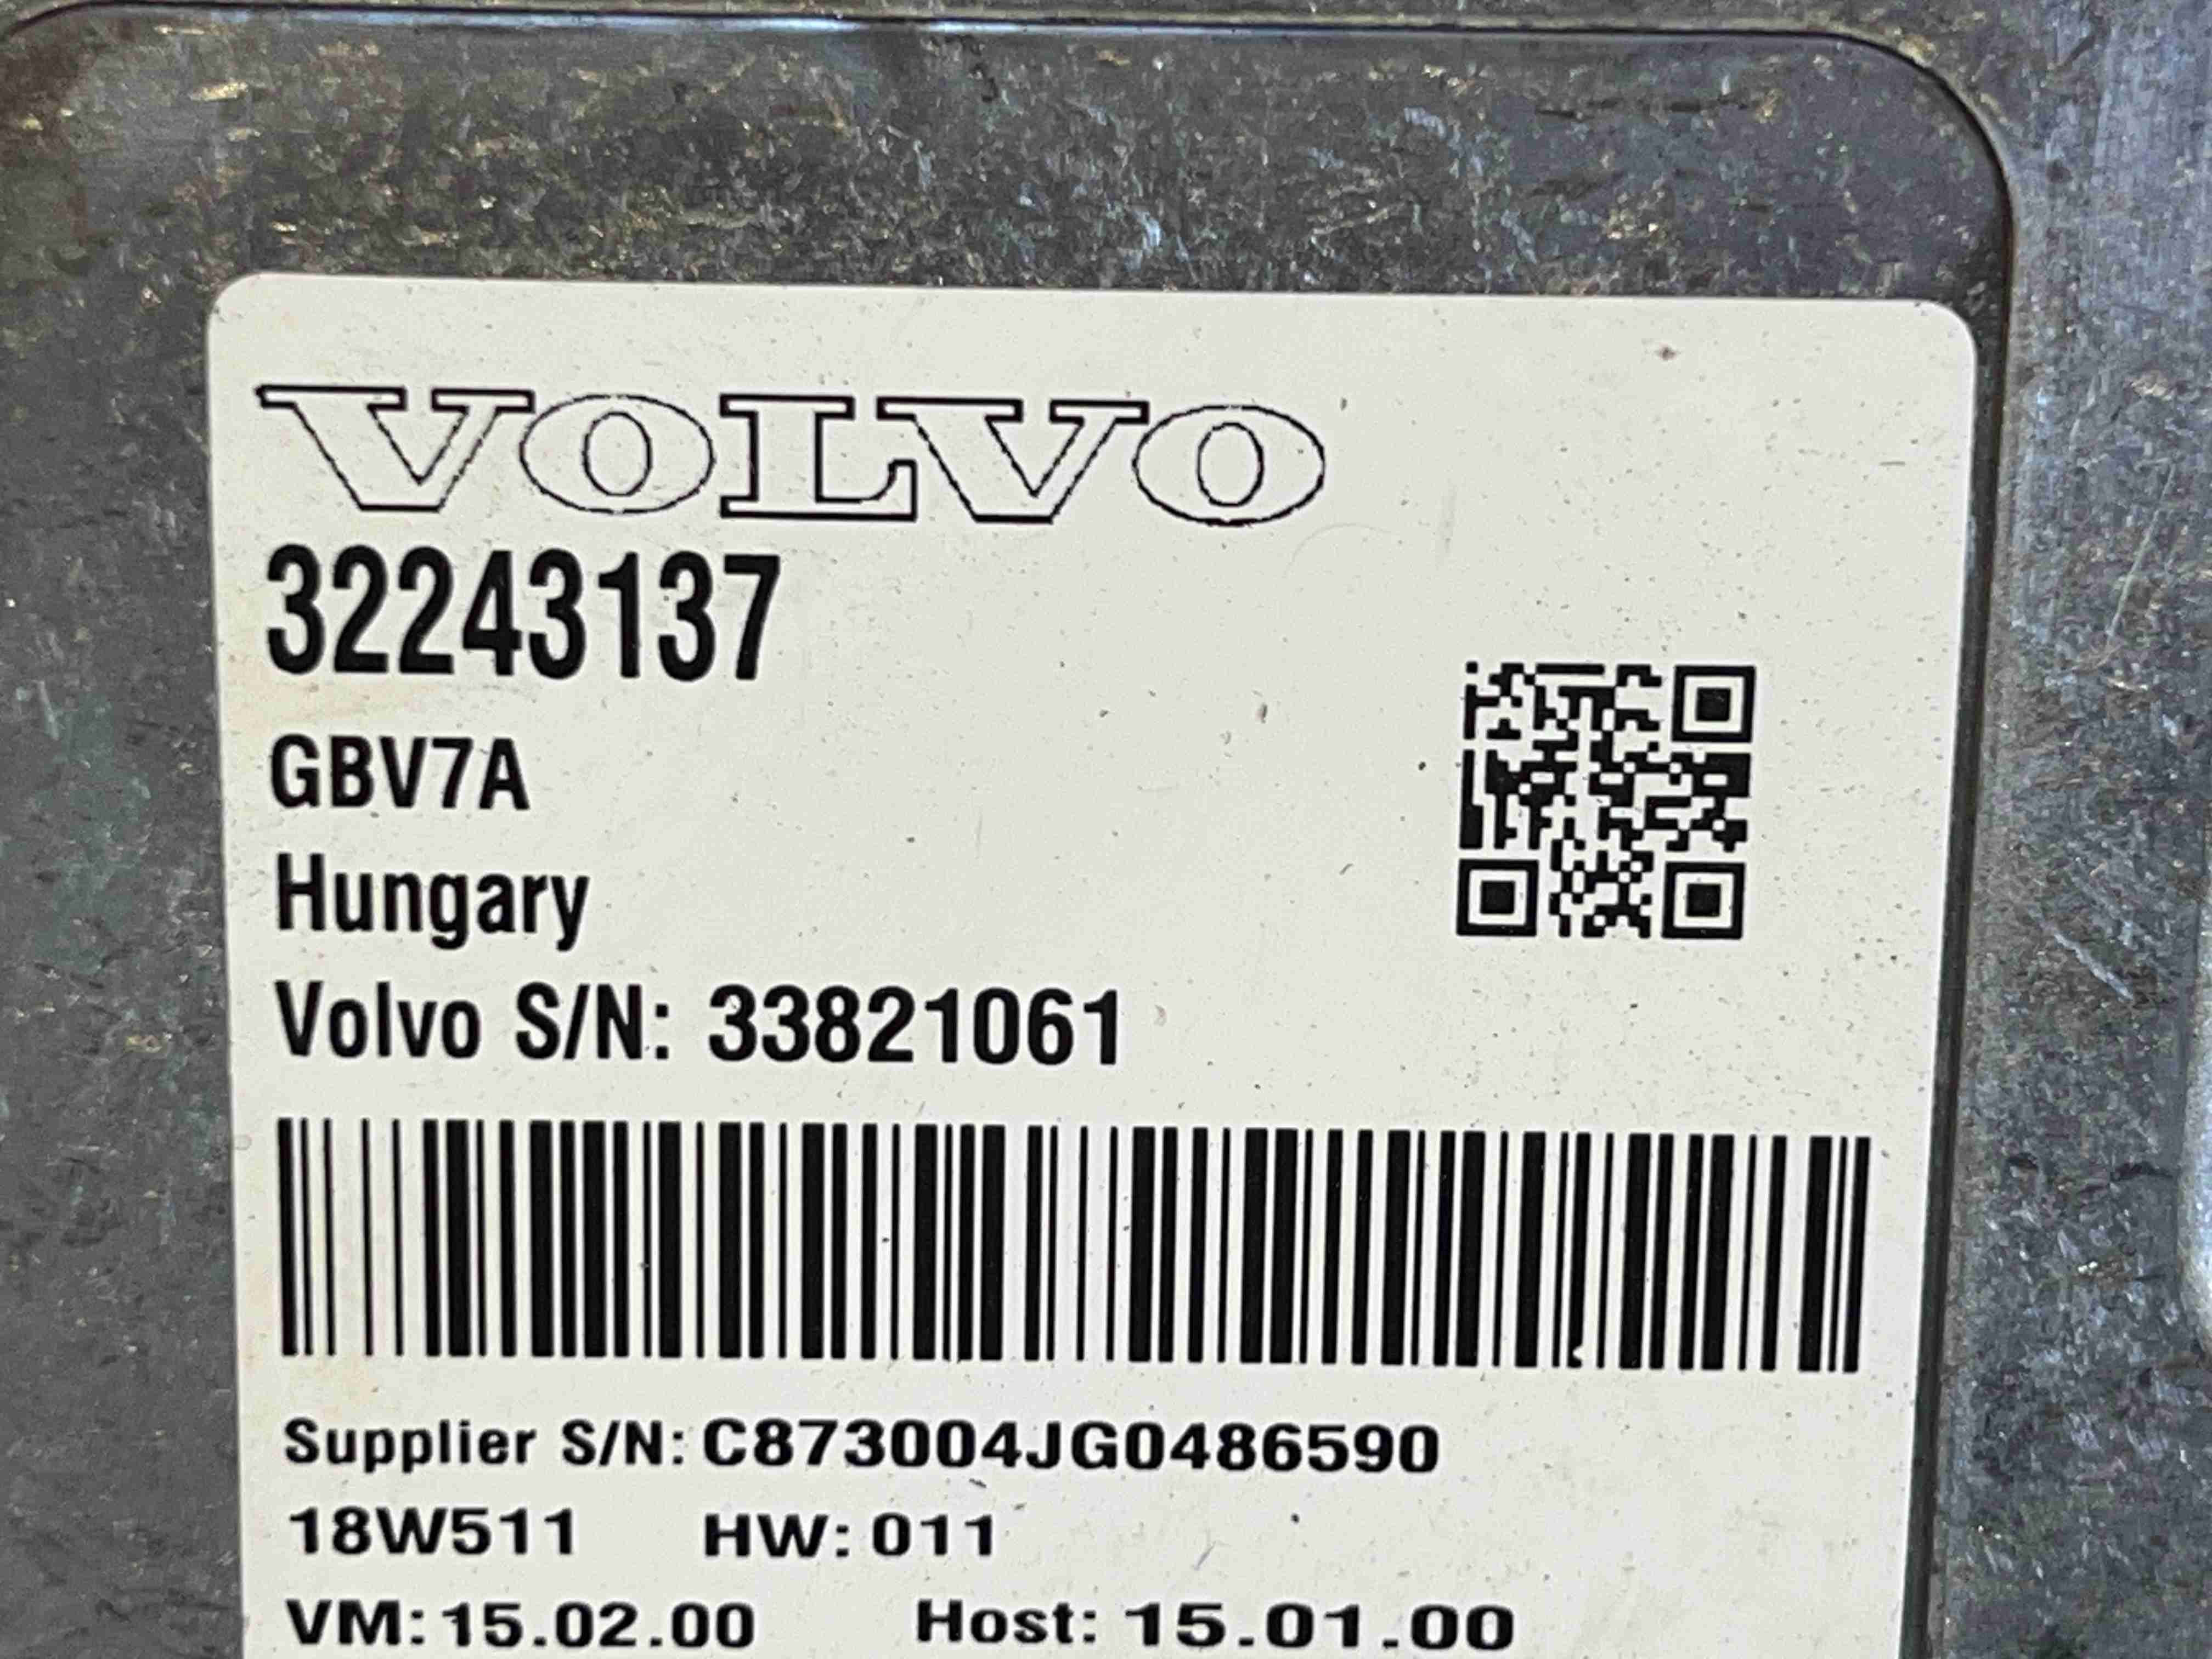 VOLVO
32243137
GBV7A
Hungary
Volvo S/N: 33821061
Supplier S/N: C873004JG0486590
18W511 HW: 011
VM: 15.02.00 Host: 15.01.00